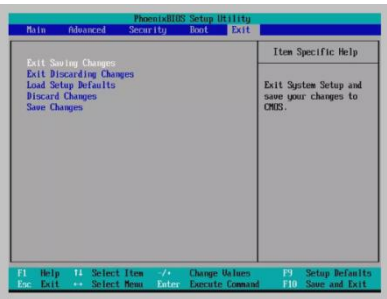 PhoenixBIOS Setup Utility
Main Advanced Security Boot Exit
Item Specific Help
Exit Saving Changes
Exit Discarding Changes
Load Setup Defaults
Discard Changes
Save Changes
Exit System Setup and
save your changes to
CMOS.
F1 Help ↑↓ Select Item -/+ Change Values F9 Setup Defaults
Esc Exit ↔ Select Menu Enter Execute Command F10 Save and Exit